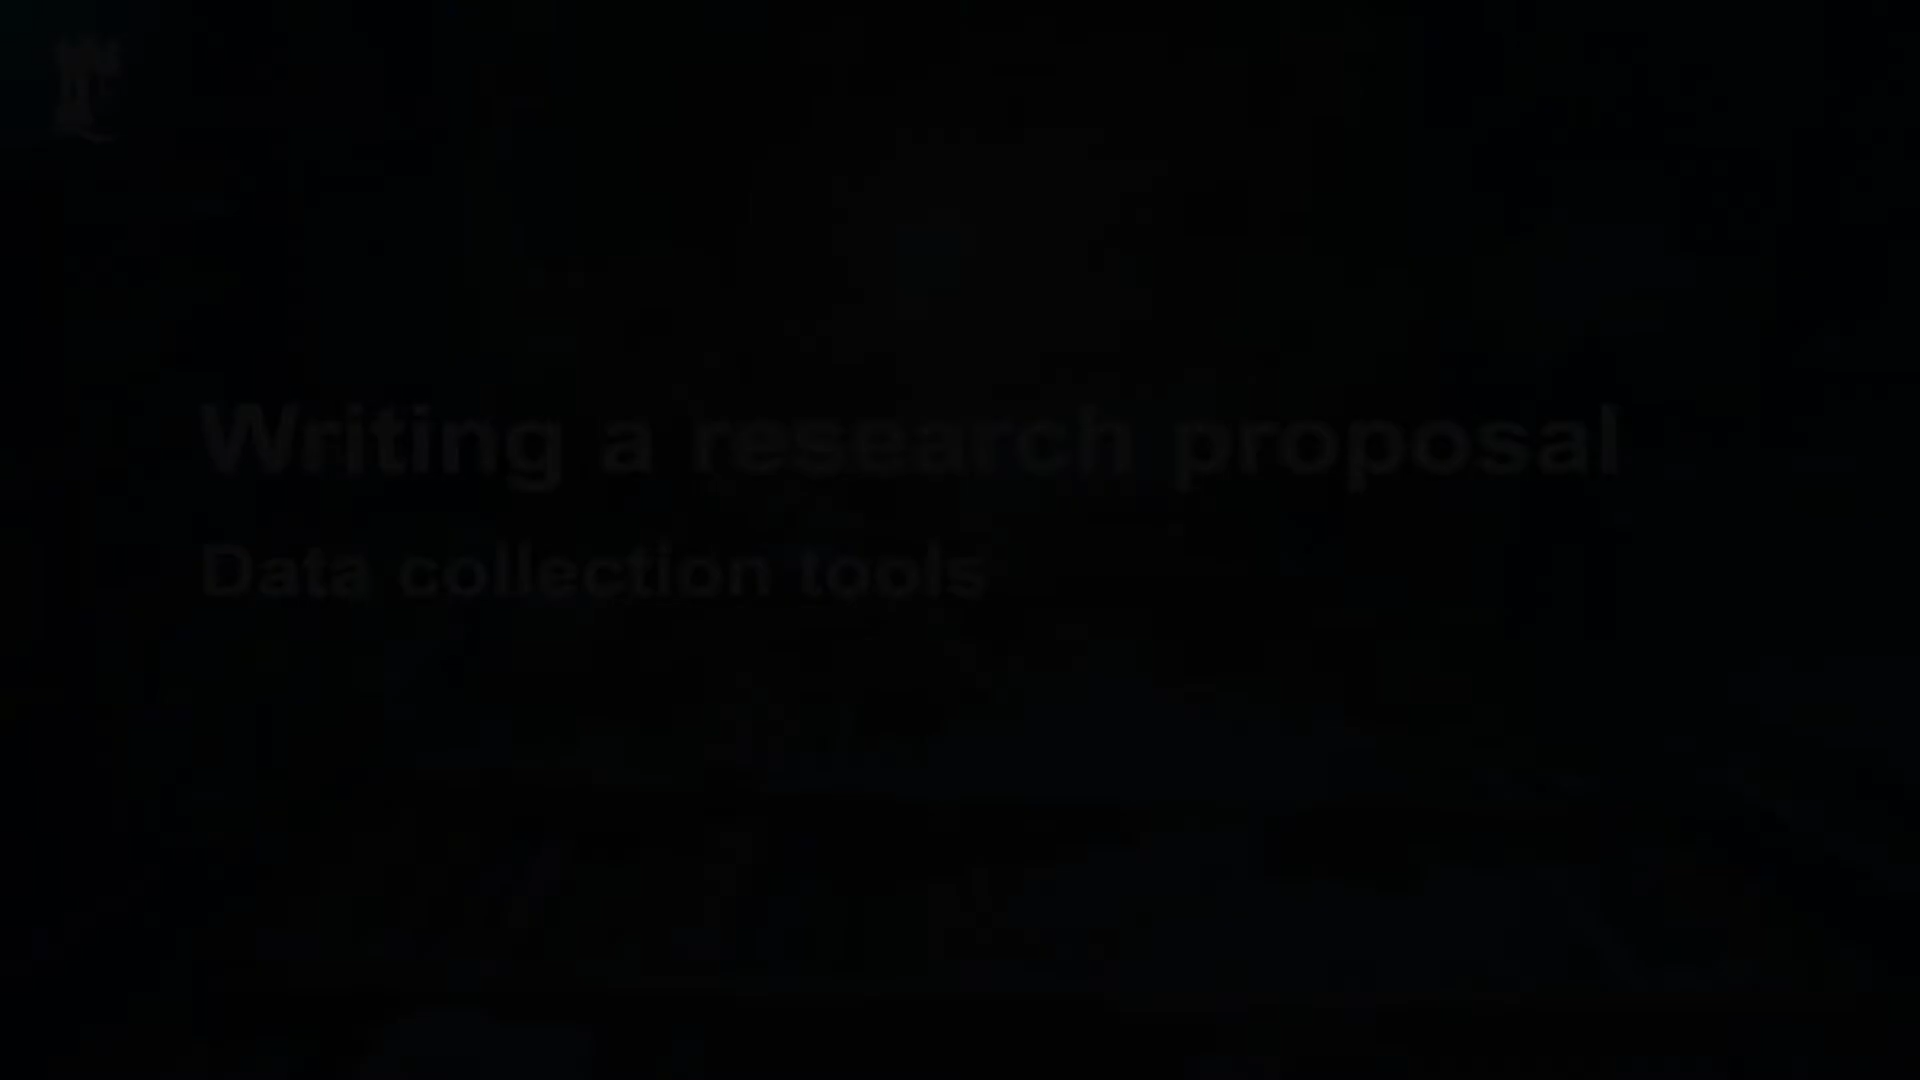 Writing a research proposal
Data collection tools